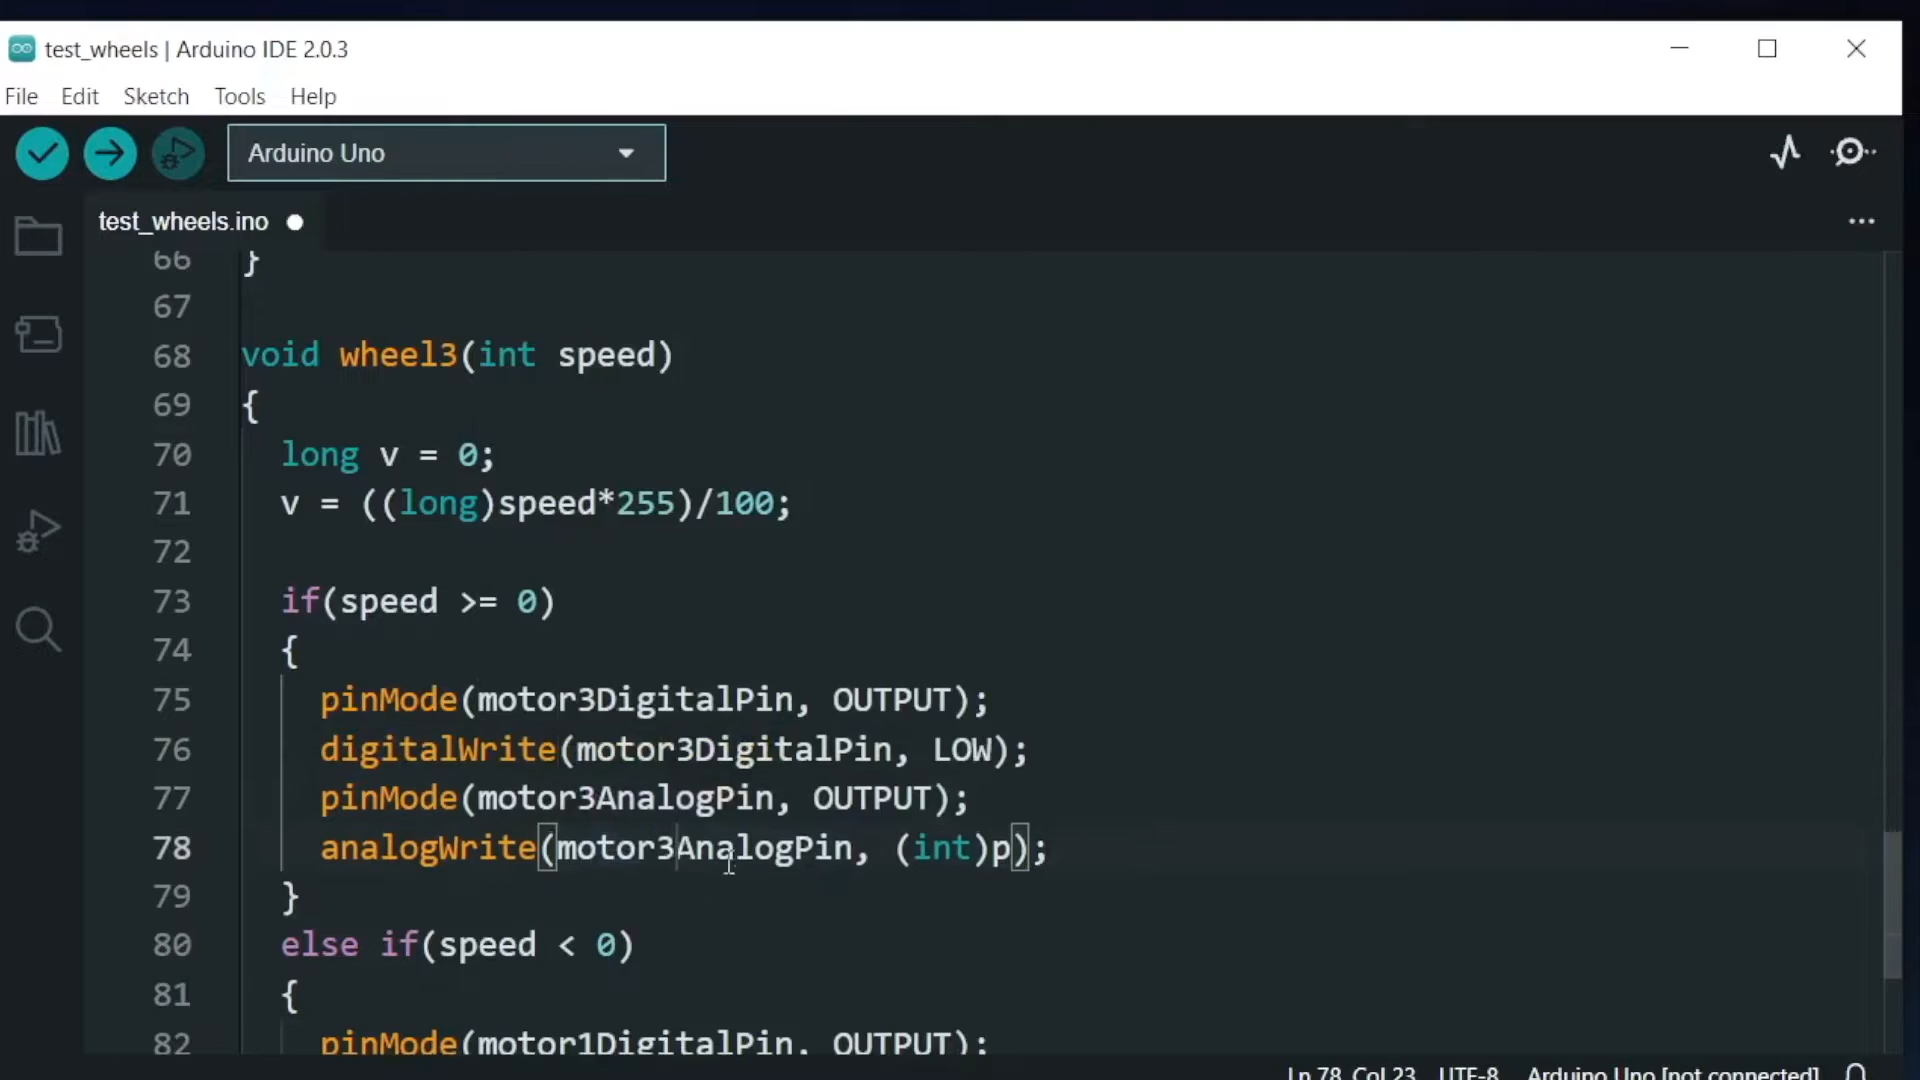 test_wheels | Arduino IDE 2.0.3
File Edit Sketch Tools Help
Arduino Uno
test_wheels.ino
66 }
67
68 void wheel3(int speed)
69 {
70 long v = 0;
71 v = ((long)speed*255)/100;
72
73 if(speed >= 0)
74 {
75 pinMode(motor3DigitalPin, OUTPUT);
76 digitalWrite(motor3DigitalPin, LOW);
77 pinMode(motor3AnalogPin, OUTPUT);
78 analogWrite(motor3AnalogPin, (int)p);
79 }
80 else if(speed < 0)
81 {
82 pinMode(motor1DigitalPin, OUTPUT);
Ln 78, Col 23 UTF-8 Arduino Uno [not connected]